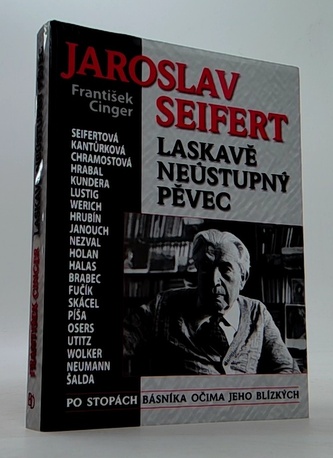 JAROSLAV
SEIFERT
František
Cinger
LASKAVĚ
NEÚSTUPNÝ
PĚVEC
SEIFERTOVÁ
KANTŮRKOVÁ
CHRAMOSTOVÁ
HRABAL
KUNDERA
LUSTIG
WERICH
HRUBÍN
JANOUCH
NEZVAL
HOLAN
HALAS
BRABEC
FUČÍK
SKÁCEL
PÍŠA
OSERS
UTITZ
WOLKER
NEUMANN
ŠALDA
PO STOPÁCH BÁSNÍKA OČIMA JEHO BLÍZKÝCH
FRANTIŠEK CINGER